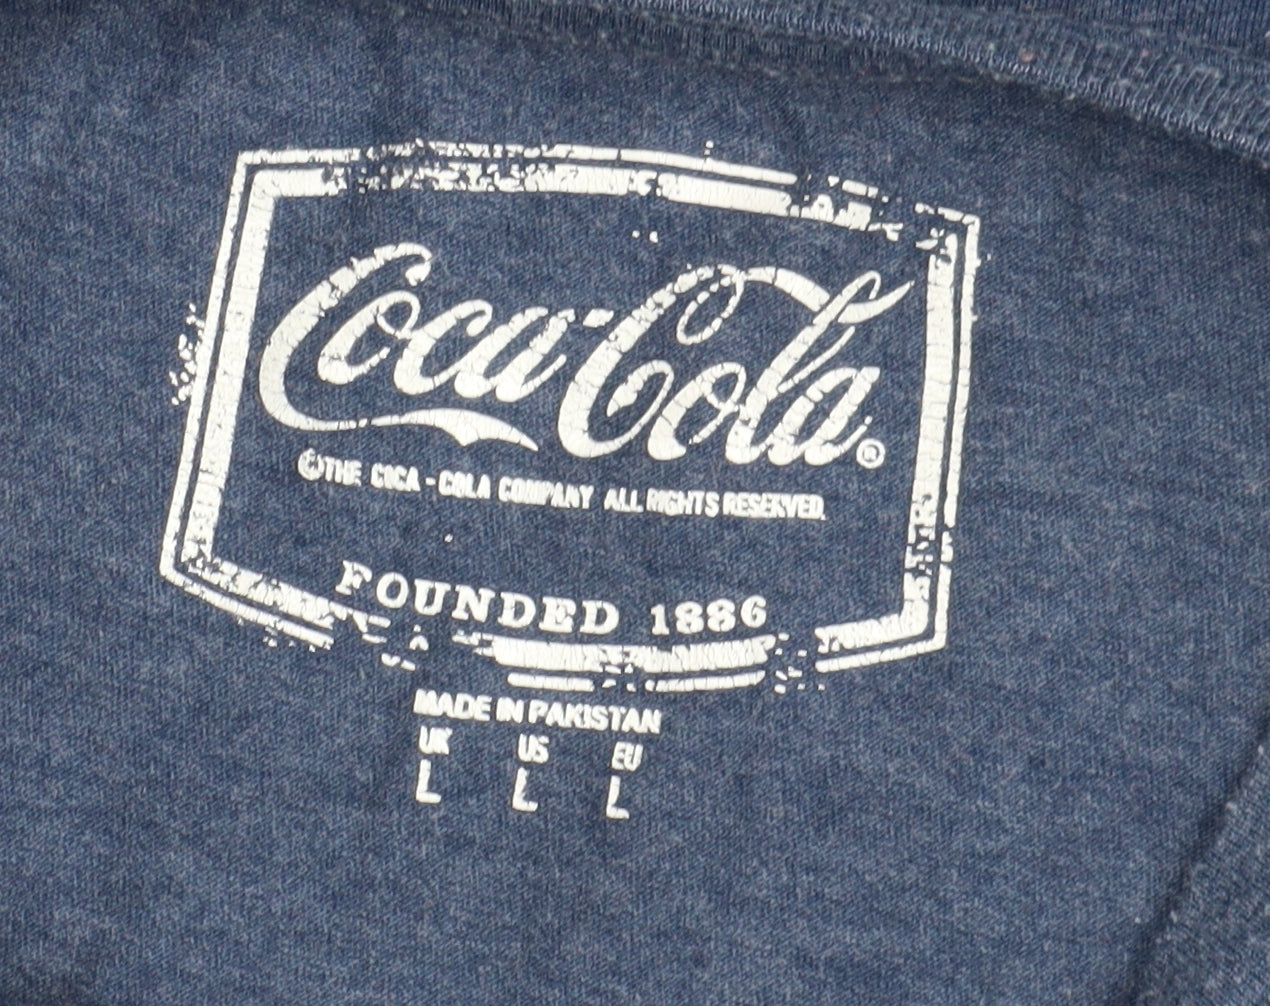 Coca-Cola®
©THE COCA-COLA COMPANY ALL RIGHTS RESERVED.
FOUNDED 1886
MADE IN PAKISTAN
UK US EU
L L L